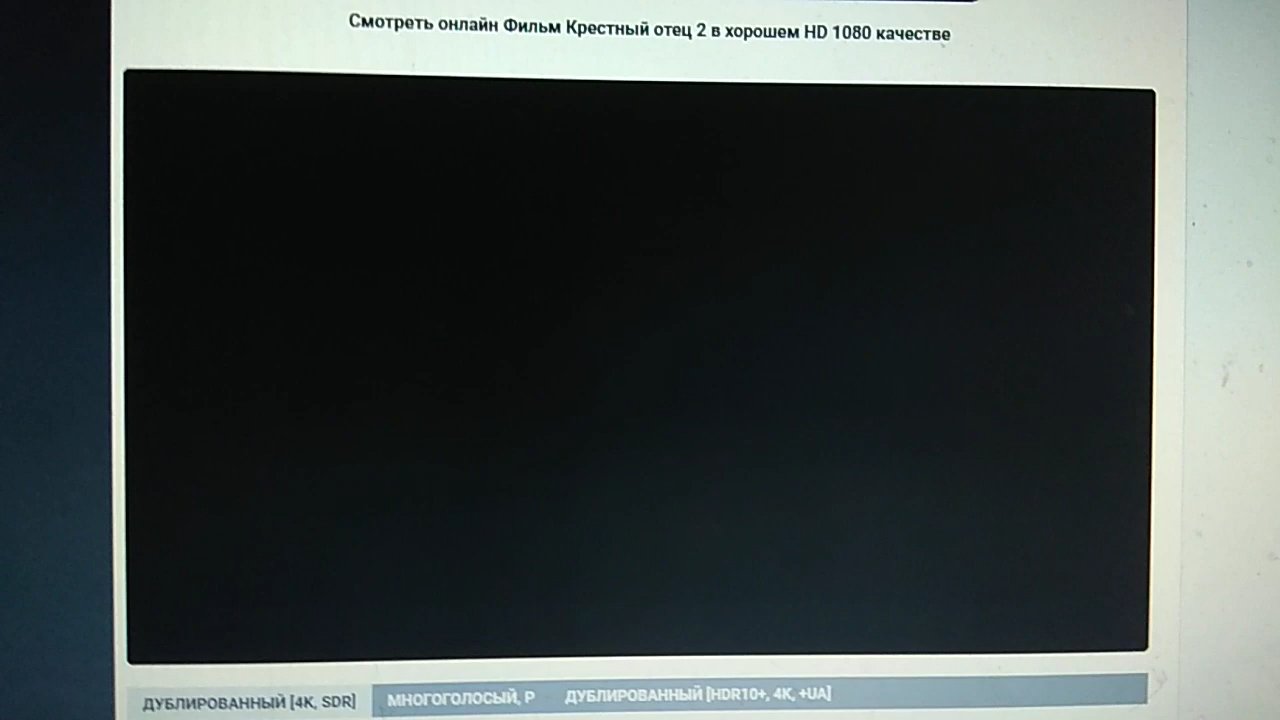 Смотреть онлайн Фильм Крестный отец 2 в хорошем HD 1080 качестве
ДУБЛИРОВАННЫЙ [4K, SDR] МНОГОГОЛОСЫЙ, P ДУБЛИРОВАННЫЙ [HDR10+, 4K, +UA]